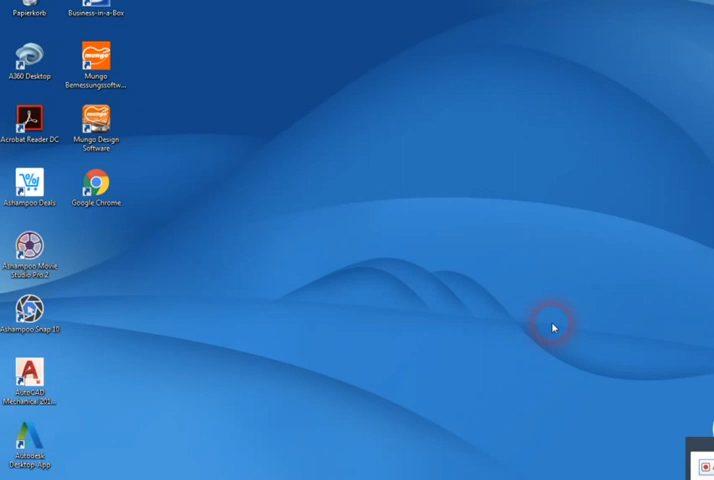 Papierkorb
Business-in-a-Box
A360 Desktop
Mungo
Bemessungssoftw...
Acrobat Reader DC
Mungo Design
Software
Ashampoo Deals
Google Chrome
Ashampoo Movie
Studio Pro 2
Ashampoo Snap 10
AutoCAD
Mechanical 201...
Autodesk
Desktop-App